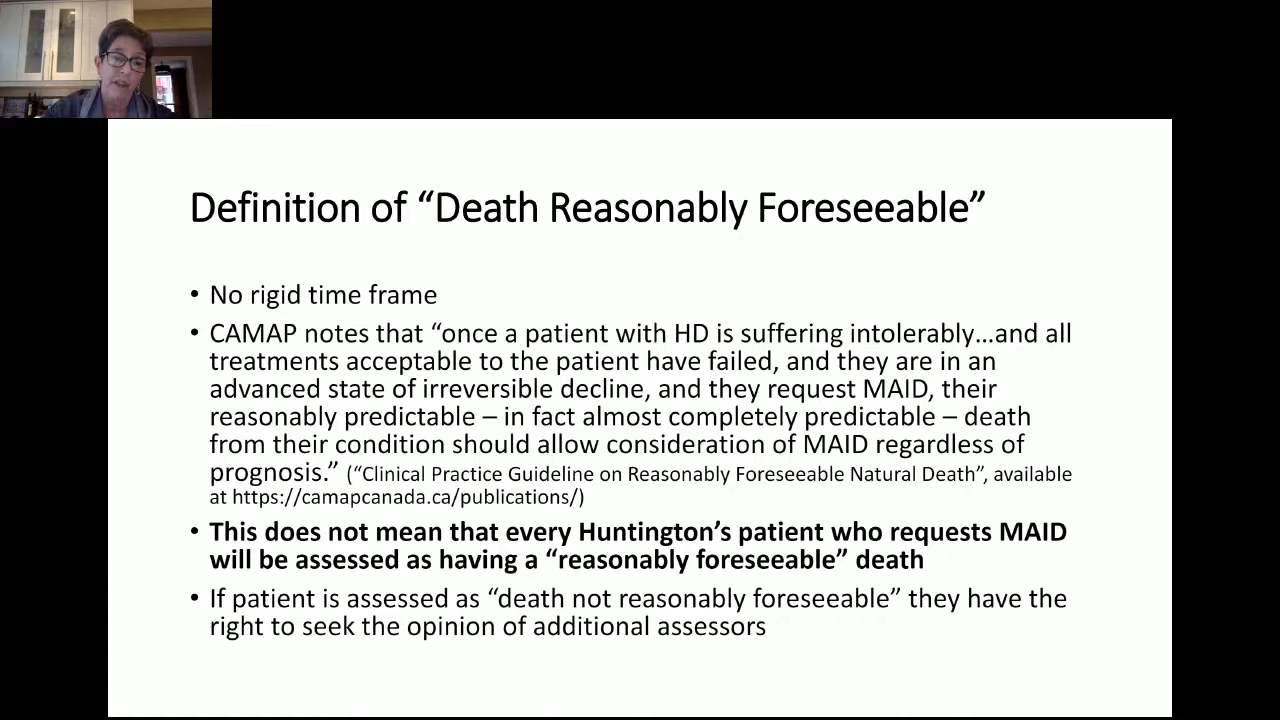 Definition of “Death Reasonably Foreseeable”
• No rigid time frame
• CAMAP notes that “once a patient with HD is suffering intolerably…and all
treatments acceptable to the patient have failed, and they are in an
advanced state of irreversible decline, and they request MAID, their
reasonably predictable – in fact almost completely predictable – death
from their condition should allow consideration of MAID regardless of
prognosis.” (“Clinical Practice Guideline on Reasonably Foreseeable Natural Death”, available
at https://camapcanada.ca/publications/)
• This does not mean that every Huntington’s patient who requests MAID
will be assessed as having a “reasonably foreseeable” death
• If patient is assessed as “death not reasonably foreseeable” they have the
right to seek the opinion of additional assessors